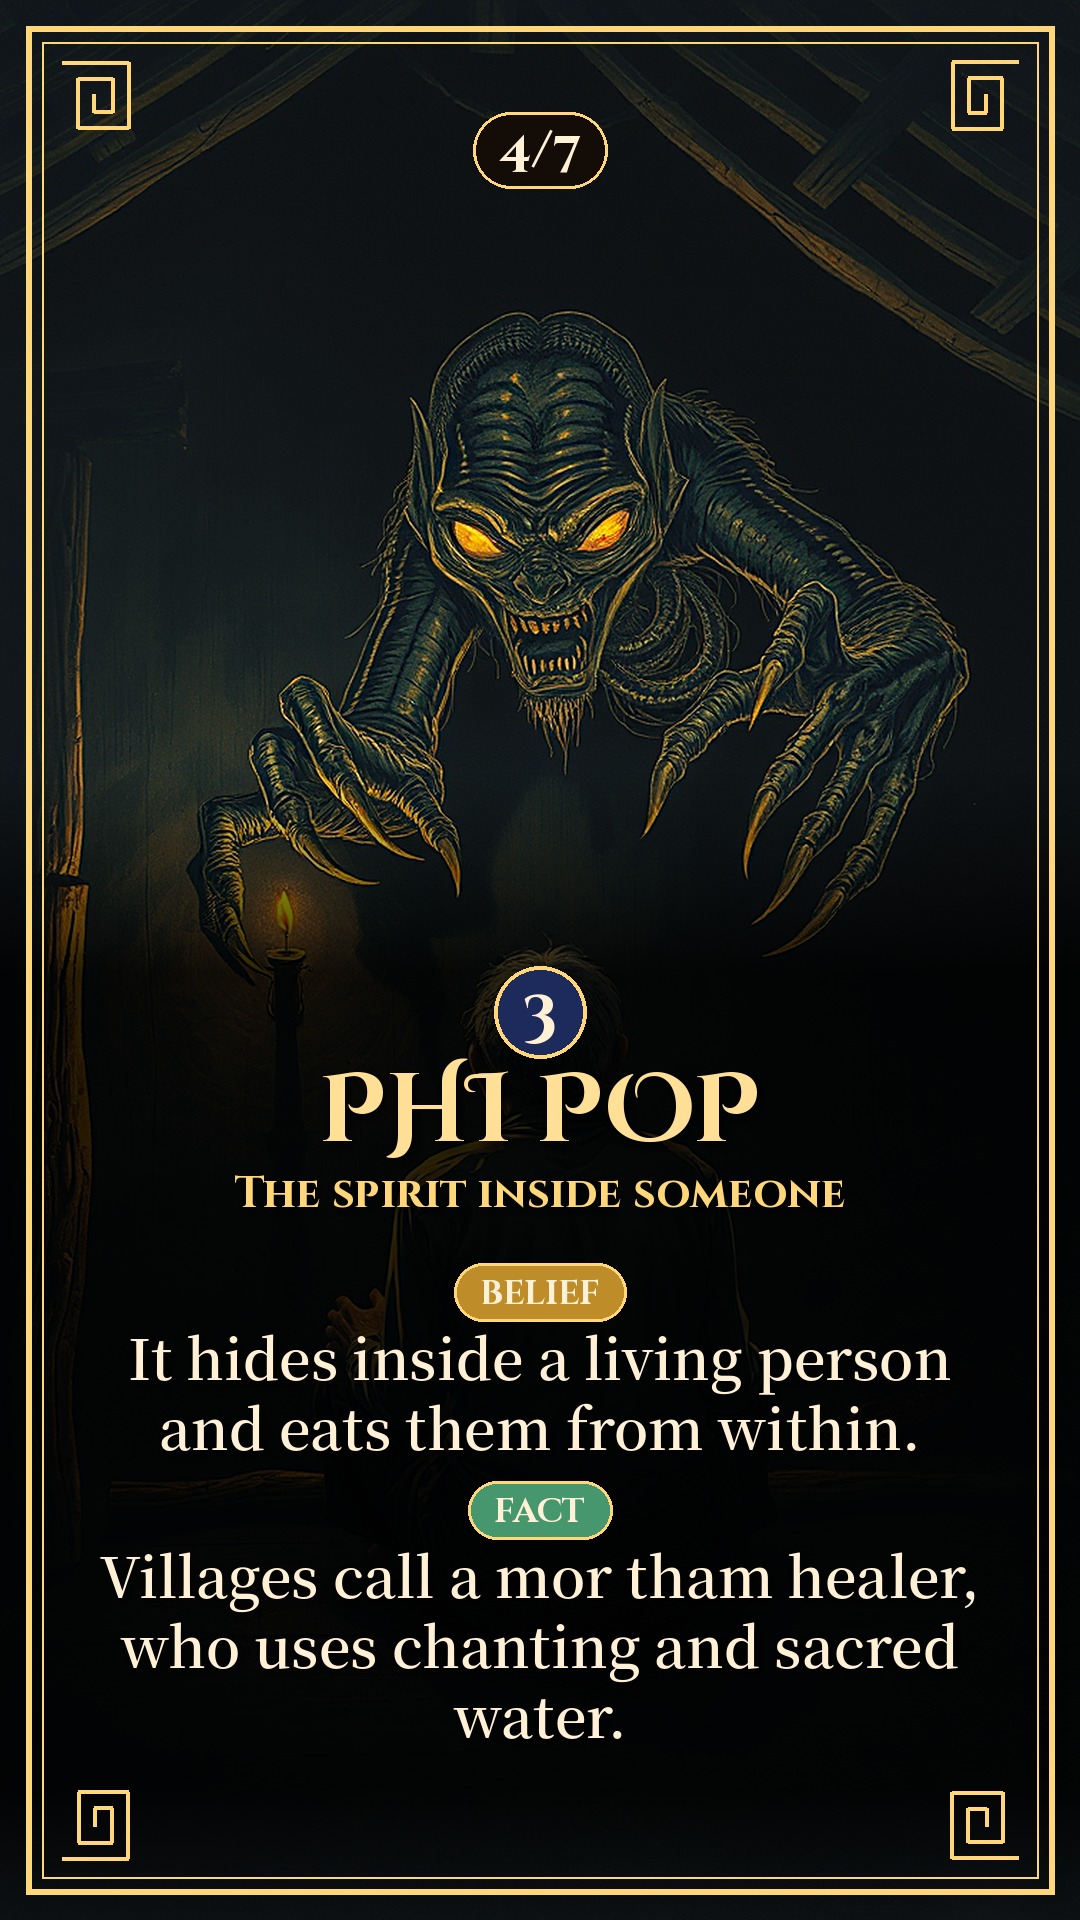 4/7
3
PHI POP
The spirit inside someone
BELIEF
It hides inside a living person
and eats them from within.
FACT
Villages call a mor tham healer,
who uses chanting and sacred
water.